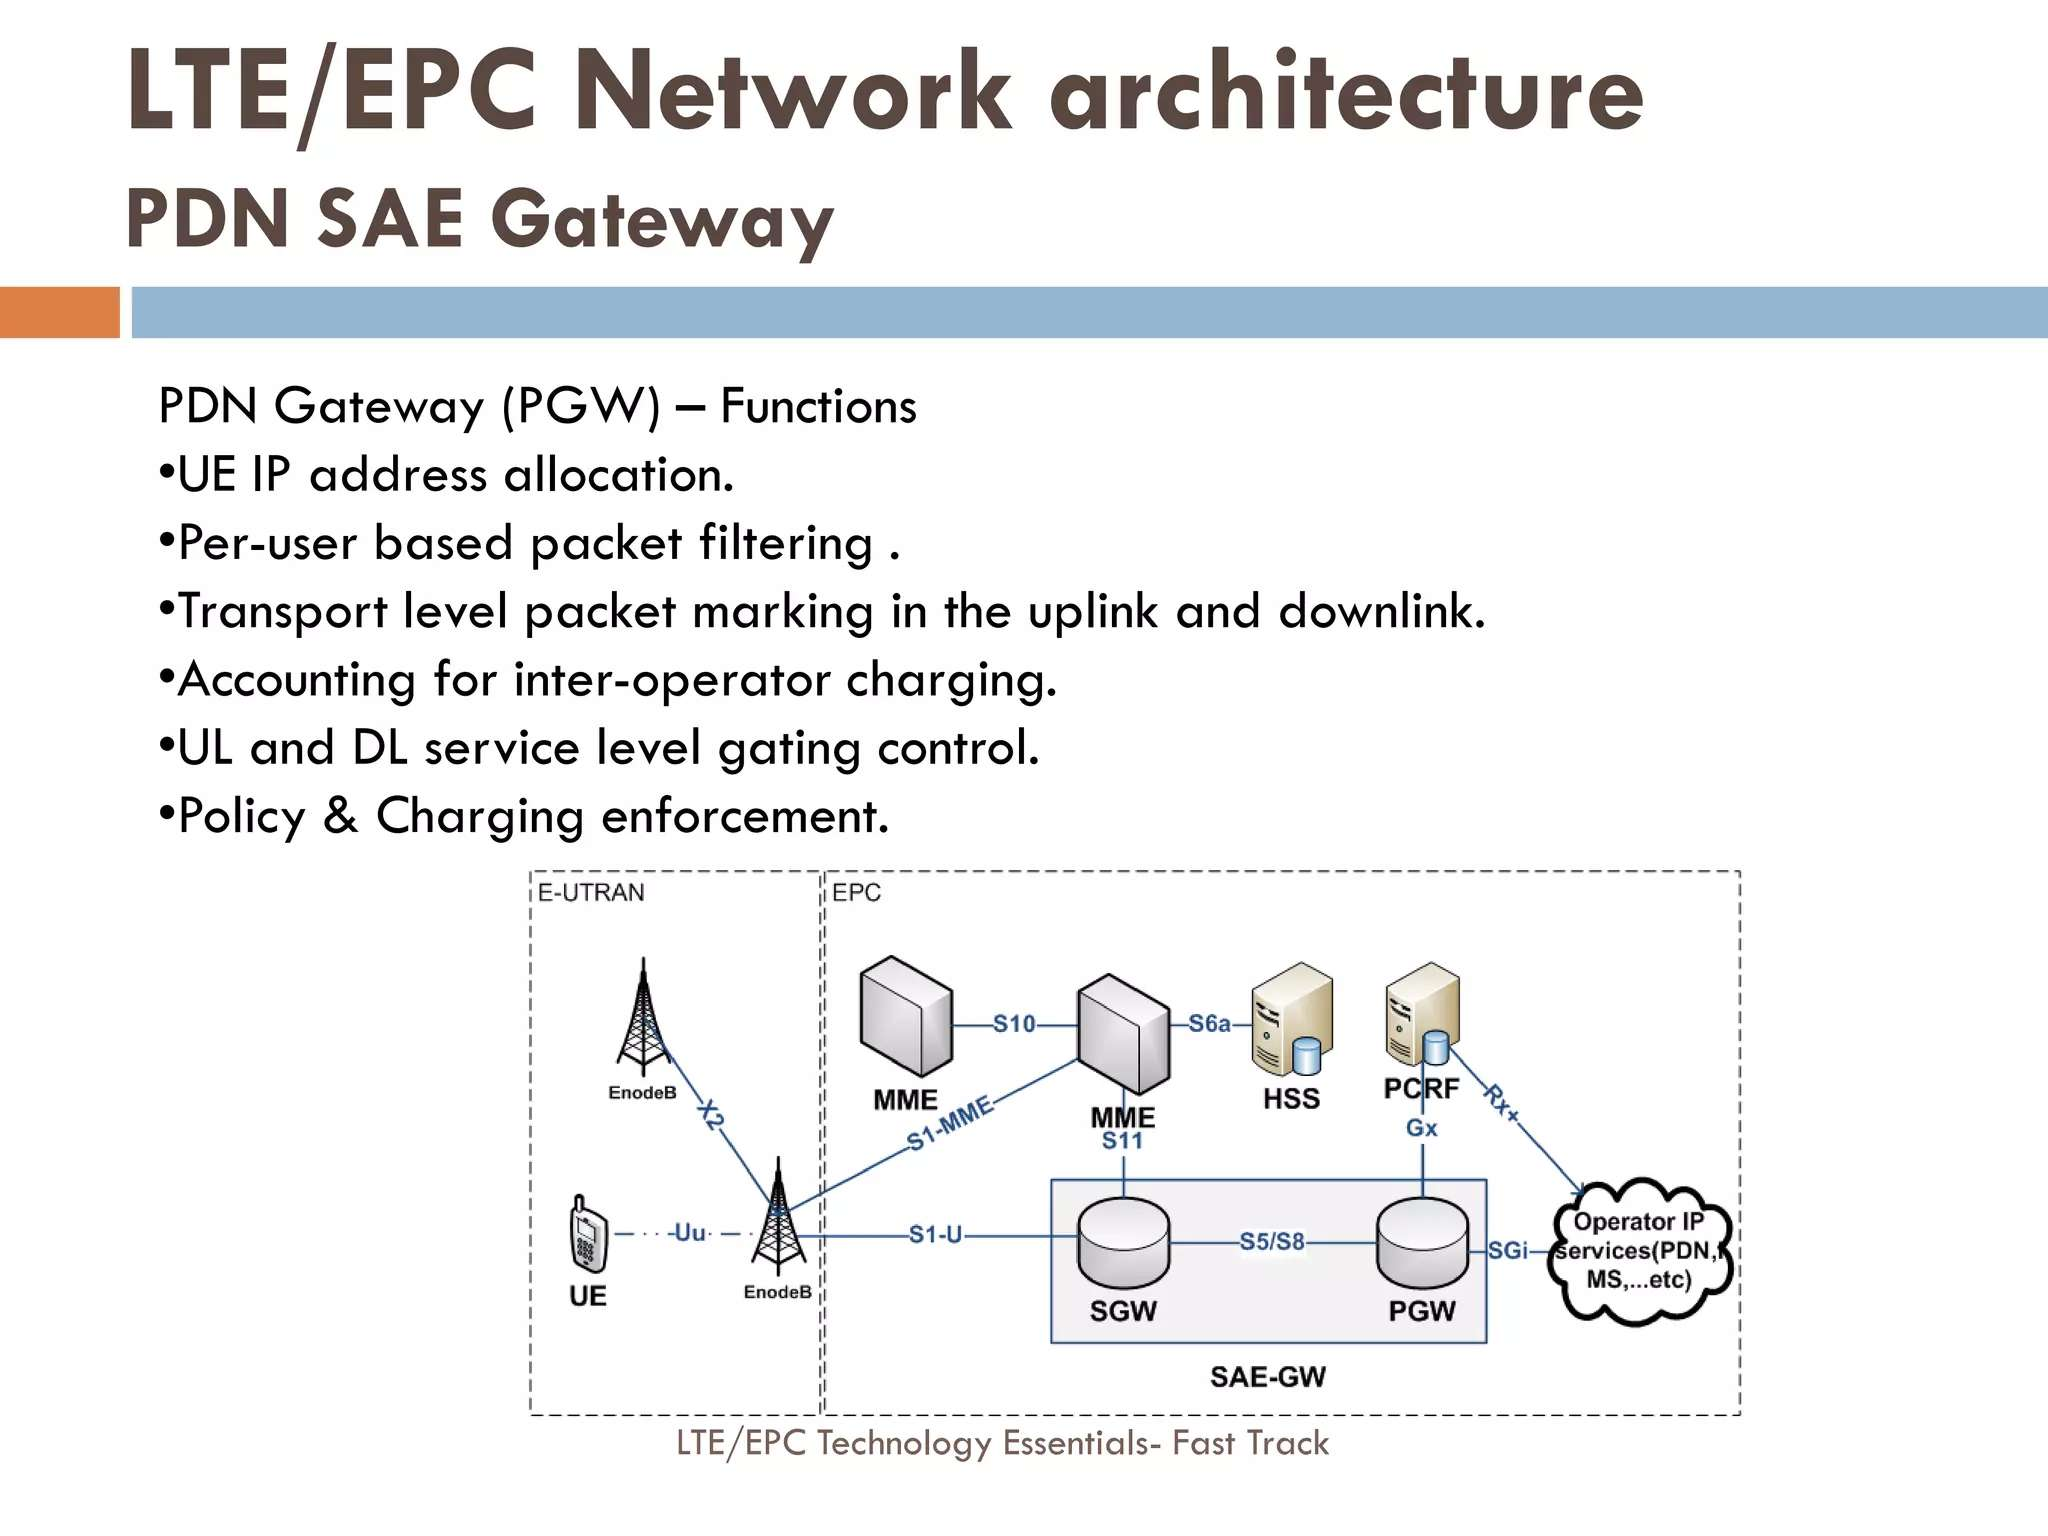 LTE/EPC Network architecture
PDN SAE Gateway
PDN Gateway (PGW) – Functions
•UE IP address allocation.
•Per-user based packet filtering .
•Transport level packet marking in the uplink and downlink.
•Accounting for inter-operator charging.
•UL and DL service level gating control.
•Policy & Charging enforcement.
E-UTRAN
EPC
S10
S6a
EnodeB
MME
MME
HSS
PCRF
X2
S1-MME
S11
Gx
Rx+
UE
Uu
EnodeB
S1-U
SGW
S5/S8
PGW
SGi
Operator IP
services(PDN,I
MS,...etc)
SAE-GW
LTE/EPC Technology Essentials- Fast Track